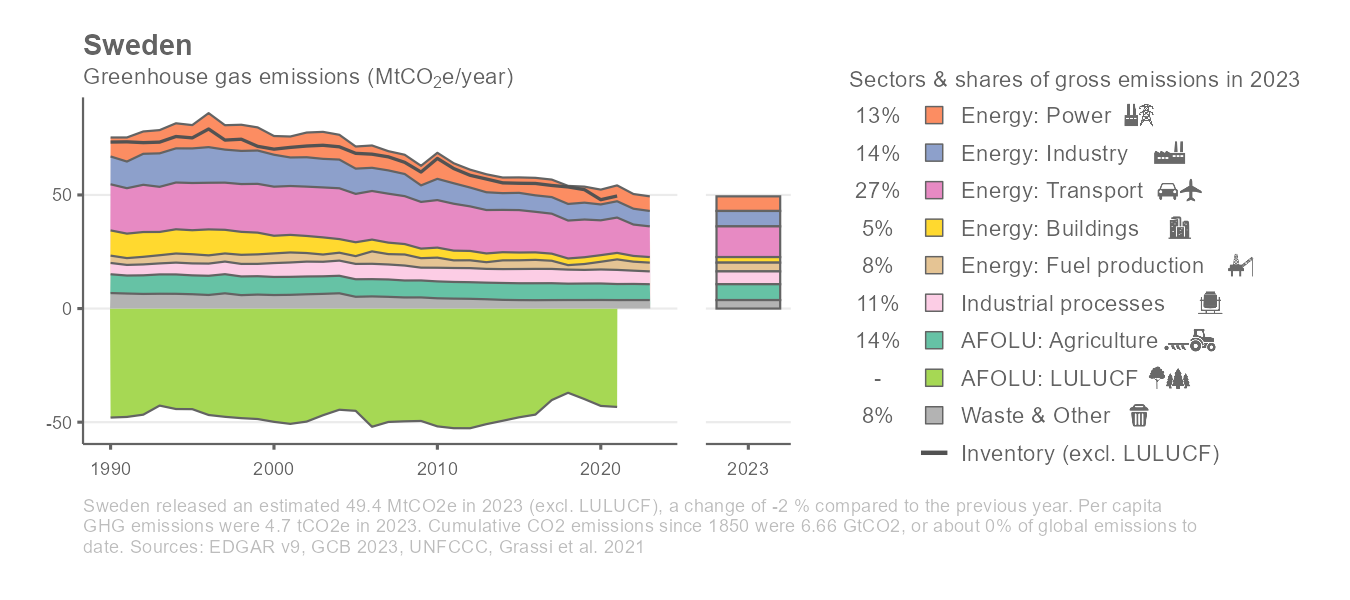 Sweden
Greenhouse gas emissions (MtCO₂e/year)
50
0
-50
1990
2000
2010
2020
2023
Sectors & shares of gross emissions in 2023
13% Energy: Power
14% Energy: Industry
27% Energy: Transport
5% Energy: Buildings
8% Energy: Fuel production
11% Industrial processes
14% AFOLU: Agriculture
- AFOLU: LULUCF
8% Waste & Other
Inventory (excl. LULUCF)
Sweden released an estimated 49.4 MtCO2e in 2023 (excl. LULUCF), a change of -2 % compared to the previous year. Per capita
GHG emissions were 4.7 tCO2e in 2023. Cumulative CO2 emissions since 1850 were 6.66 GtCO2, or about 0% of global emissions to
date. Sources: EDGAR v9, GCB 2023, UNFCCC, Grassi et al. 2021